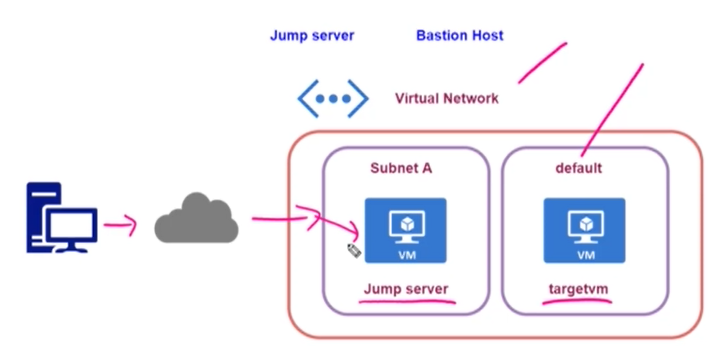 Jump server Bastion Host
Virtual Network
Subnet A default
VM VM
Jump server targetvm